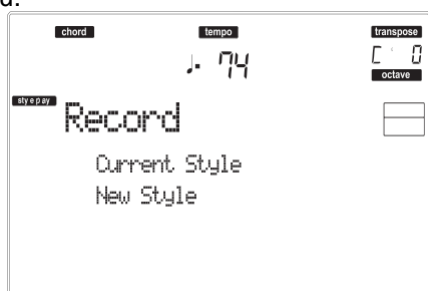 d.
chord tempo transpose
♩. 74 C 0
octave
style play
Record
Current Style
New Style